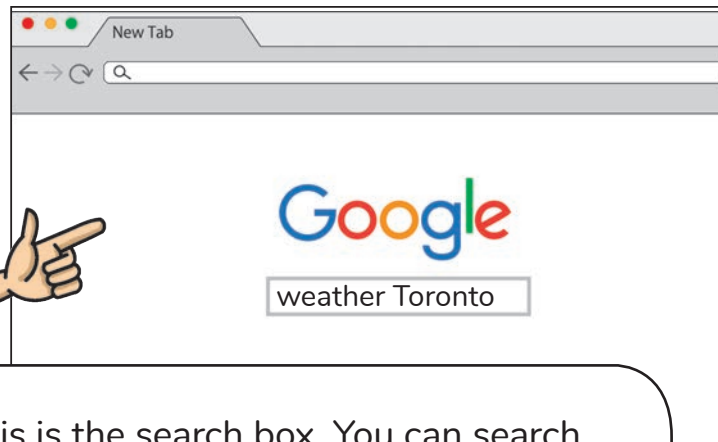 New Tab
Google
weather Toronto
is is the search box. You can search